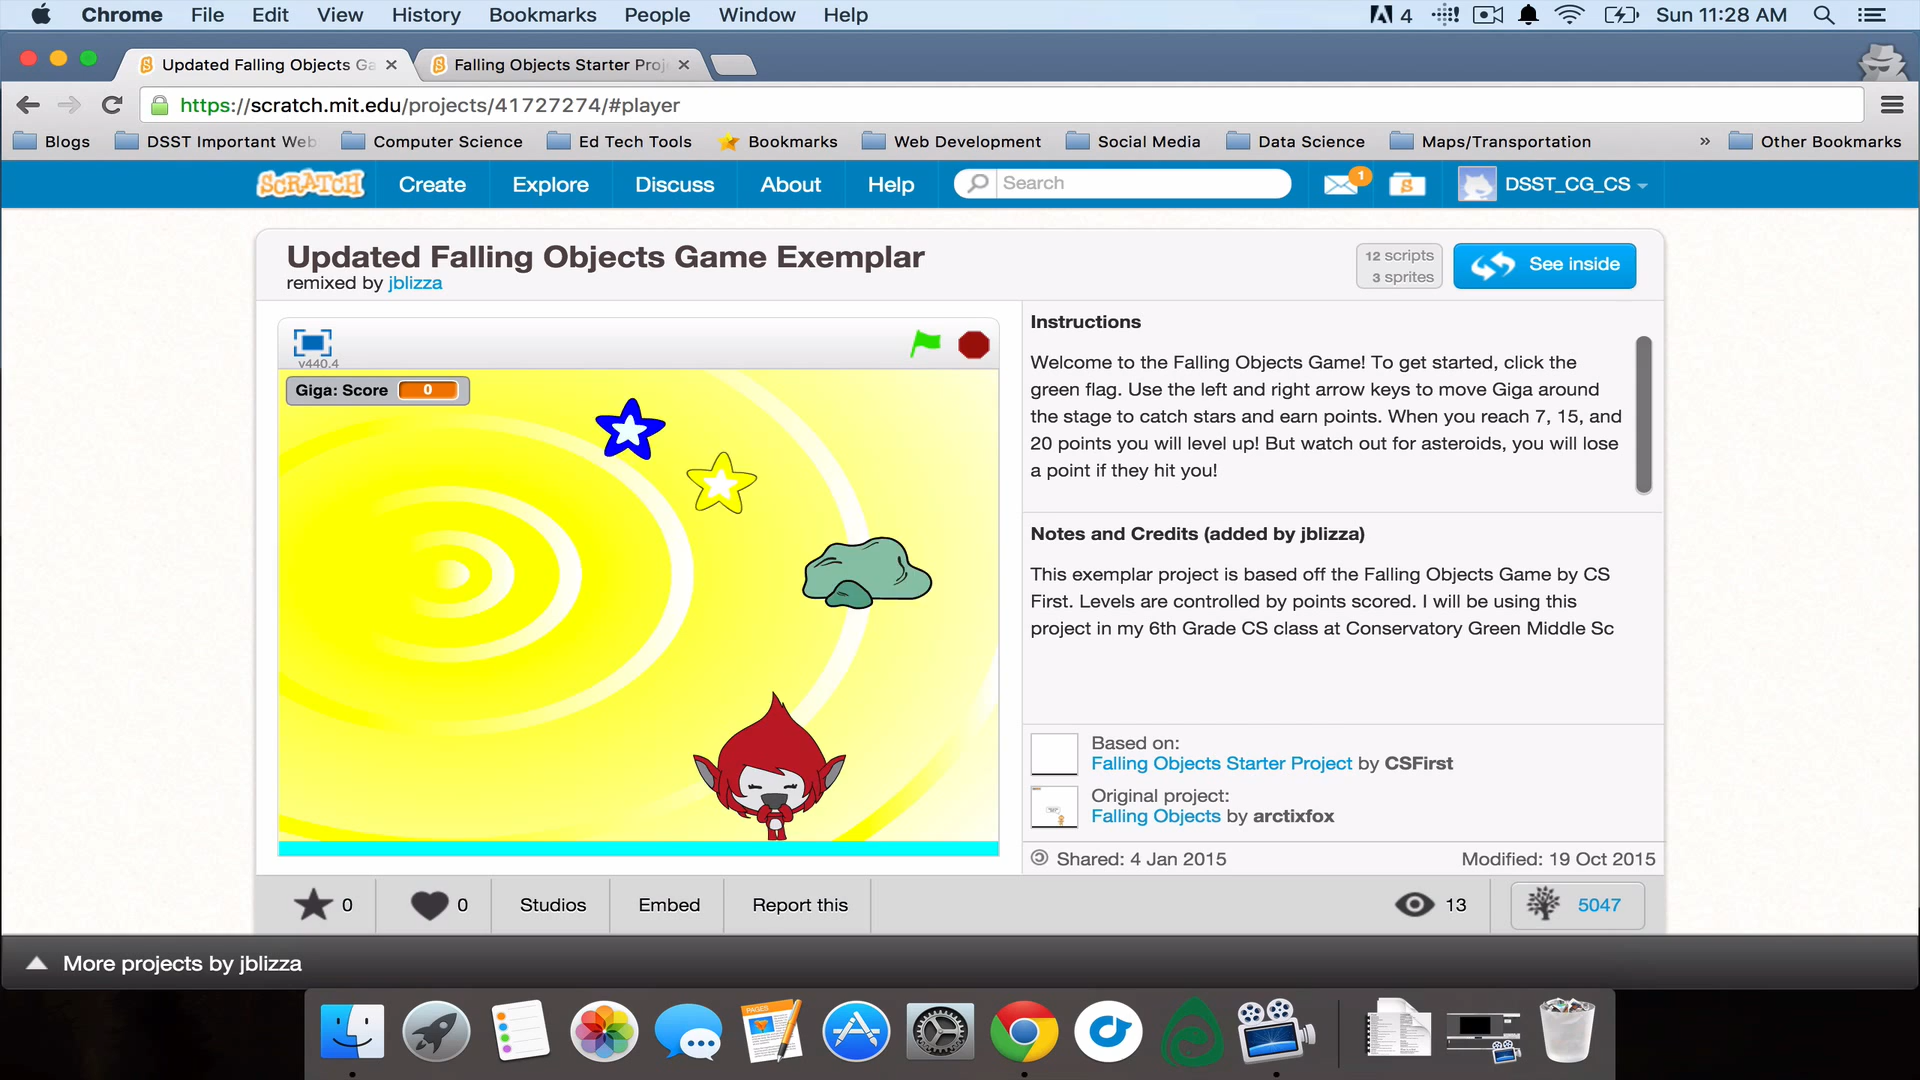 Chrome File Edit View History Bookmarks People Window Help 4 Sun 11:28 AM
Updated Falling Objects Ga Falling Objects Starter Proj
https://scratch.mit.edu/projects/41727274/#player
Blogs DSST Important Web Computer Science Ed Tech Tools Bookmarks Web Development Social Media Data Science Maps/Transportation » Other Bookmarks
SCRATCH Create Explore Discuss About Help Search 1 DSST_CG_CS
Updated Falling Objects Game Exemplar
remixed by jblizza
12 scripts
3 sprites
See inside
v440.4
Giga: Score 0
Instructions
Welcome to the Falling Objects Game! To get started, click the
green flag. Use the left and right arrow keys to move Giga around
the stage to catch stars and earn points. When you reach 7, 15, and
20 points you will level up! But watch out for asteroids, you will lose
a point if they hit you!
Notes and Credits (added by jblizza)
This exemplar project is based off the Falling Objects Game by CS
First. Levels are controlled by points scored. I will be using this
project in my 6th Grade CS class at Conservatory Green Middle Sc
Based on:
Falling Objects Starter Project by CSFirst
Original project:
Falling Objects by arctixfox
Shared: 4 Jan 2015 Modified: 19 Oct 2015
0 0 Studios Embed Report this 13 5047
More projects by jblizza
PAGES